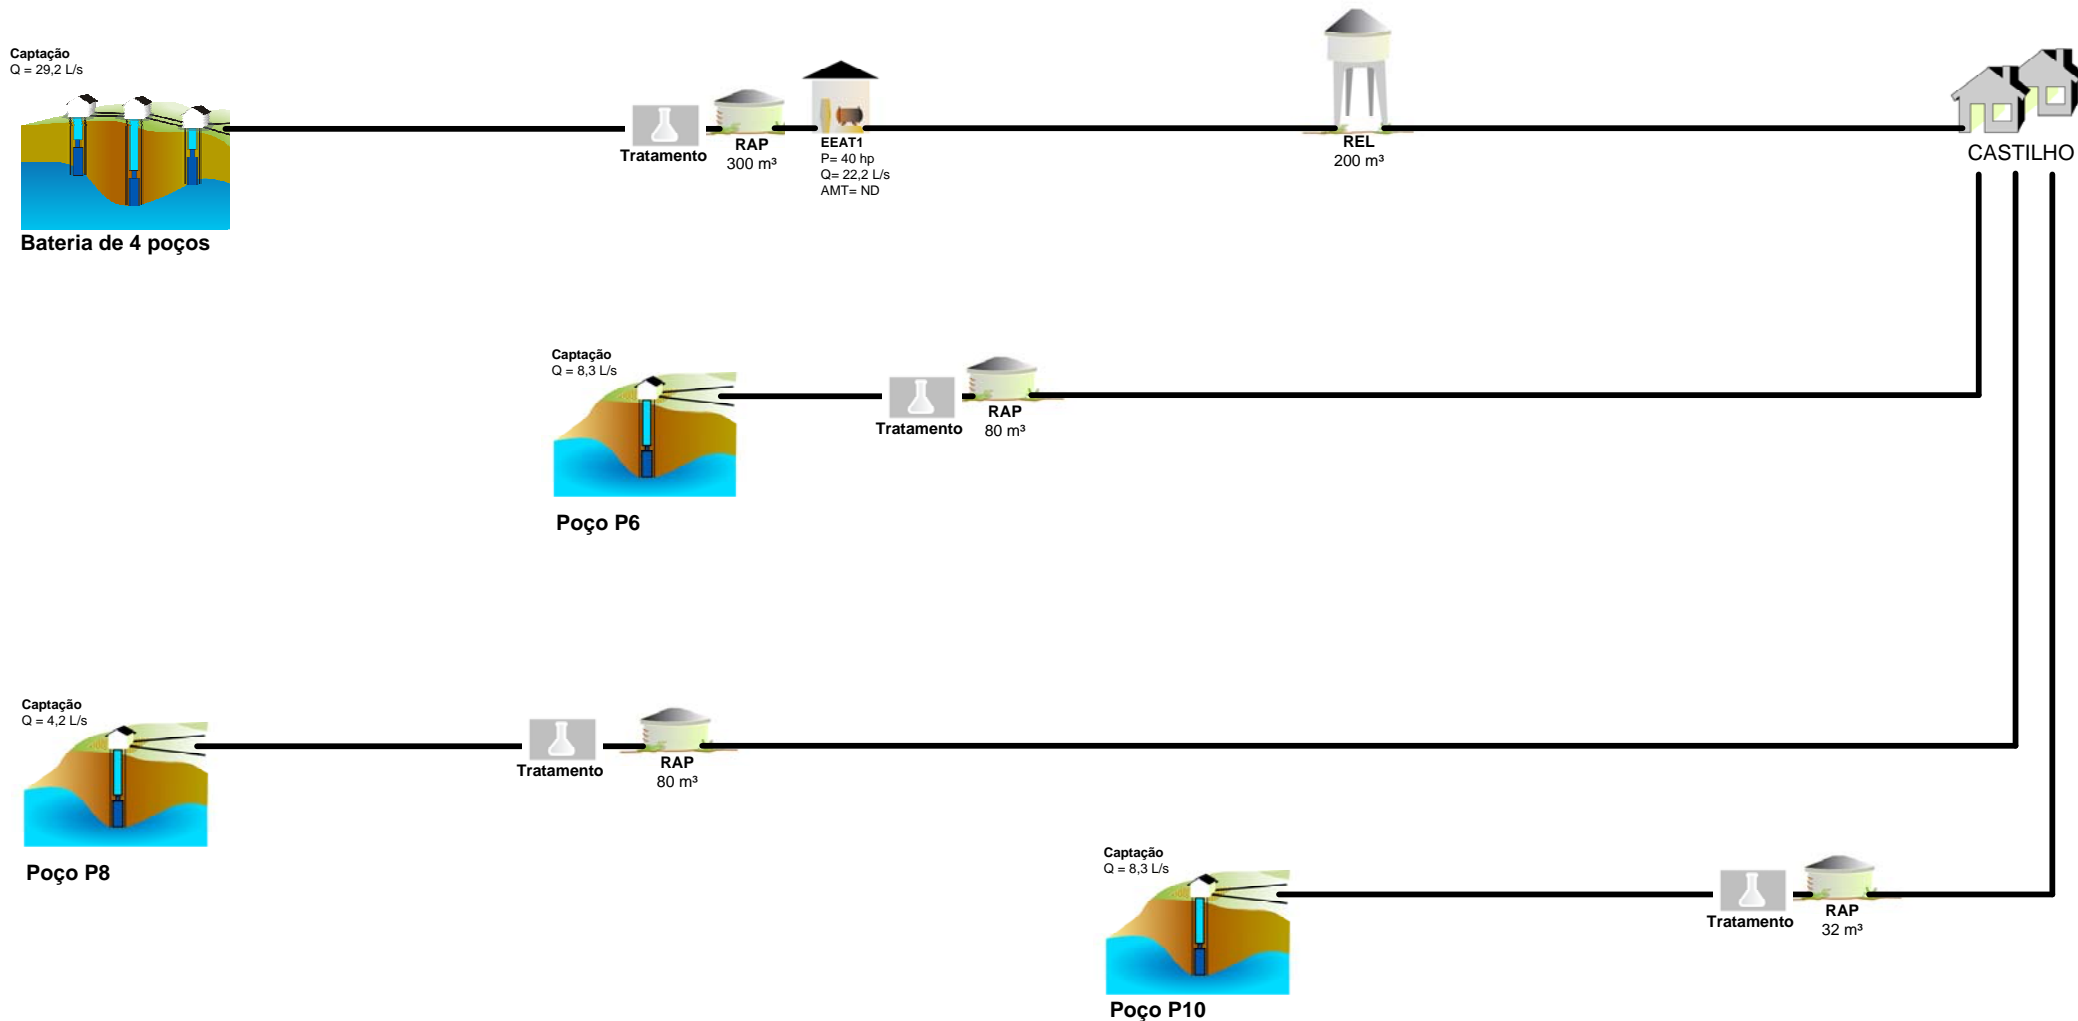 Captação
Q = 29,2 L/s
Bateria de 4 poços
Tratamento
RAP
300 m³
EEAT1
P= 40 hp
Q= 22,2 L/s
AMT= ND
REL
200 m³
CASTILHO
Captação
Q = 8,3 L/s
Poço P6
Tratamento
RAP
80 m³
Captação
Q = 4,2 L/s
Poço P8
Tratamento
RAP
80 m³
Captação
Q = 8,3 L/s
Poço P10
Tratamento
RAP
32 m³